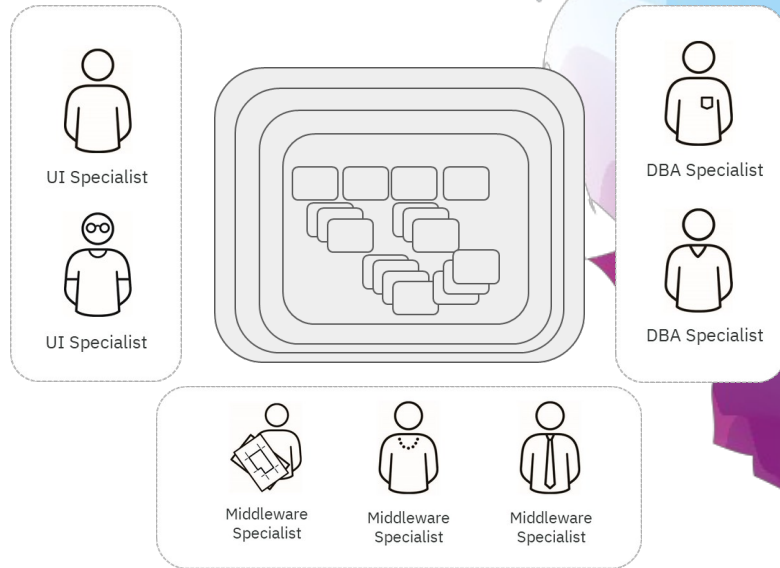 UI Specialist
UI Specialist
DBA Specialist
DBA Specialist
Middleware
Specialist
Middleware
Specialist
Middleware
Specialist